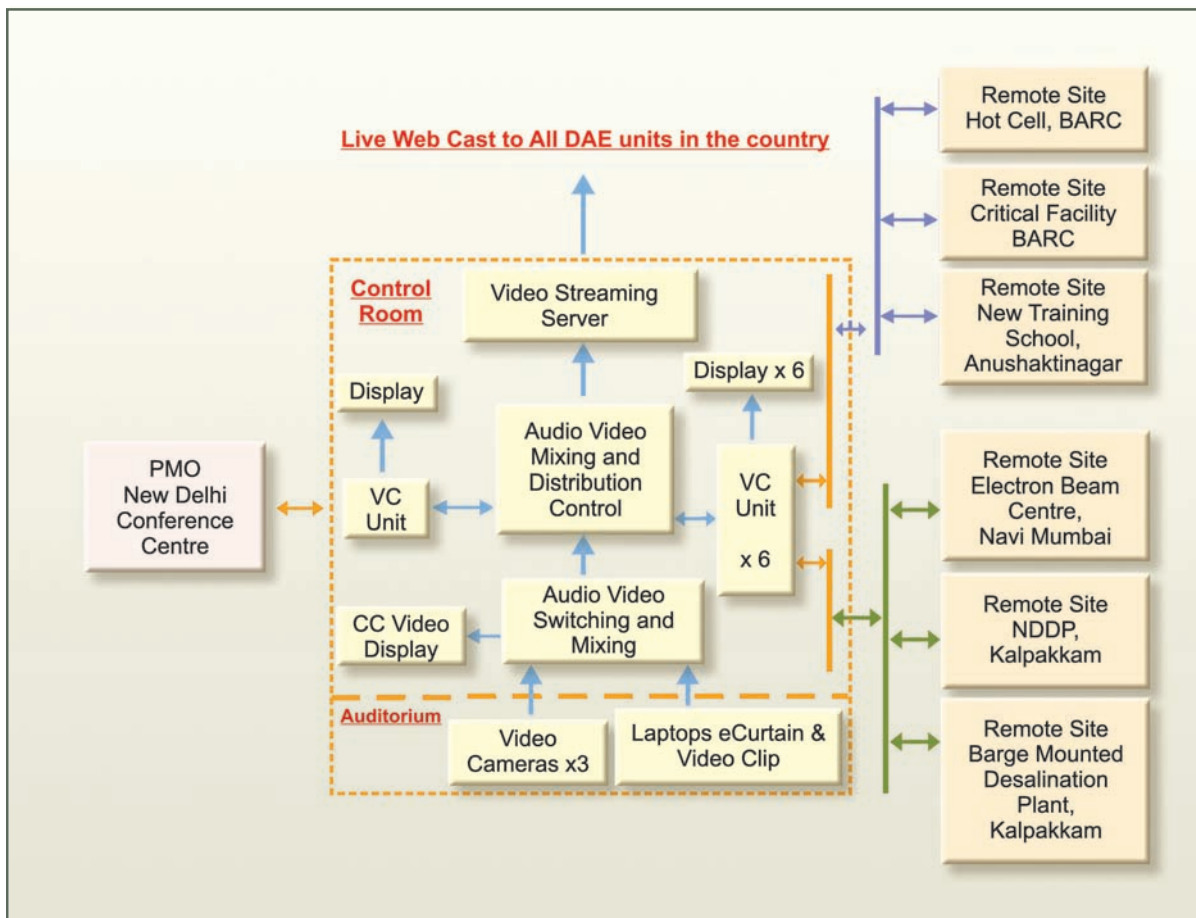 Live Web Cast to All DAE units in the country
Control
Room
Video Streaming
Server
Display
Display x 6
Audio Video
Mixing and
Distribution
Control
PMO
New Delhi
Conference
Centre
VC
Unit
VC
Unit
x 6
CC Video
Display
Audio Video
Switching and
Mixing
Auditorium
Video
Cameras x3
Laptops eCurtain &
Video Clip
Remote Site
Hot Cell, BARC
Remote Site
Critical Facility
BARC
Remote Site
New Training
School,
Anushaktinagar
Remote Site
Electron Beam
Centre,
Navi Mumbai
Remote Site
NDDP,
Kalpakkam
Remote Site
Barge Mounted
Desalination
Plant,
Kalpakkam